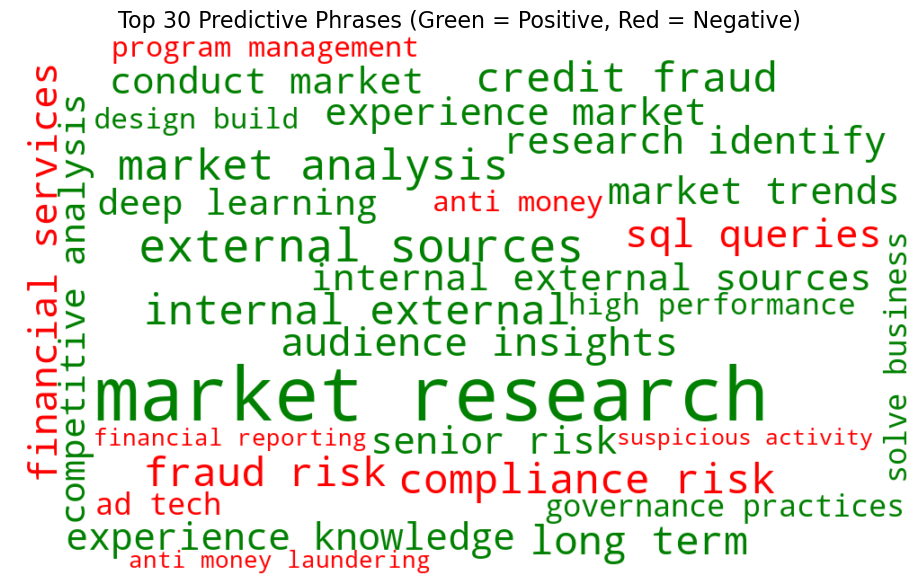 Top 30 Predictive Phrases (Green = Positive, Red = Negative)
program management
conduct market
credit fraud
design build
experience market
research identify
market analysis
financial services
competitive analysis
deep learning
anti money
market trends
external sources
sql queries
internal external sources
internal external
high performance
audience insights
solve business
market research
financial reporting
senior risk
suspicious activity
fraud risk
compliance risk
ad tech
governance practices
experience knowledge
long term
anti money laundering